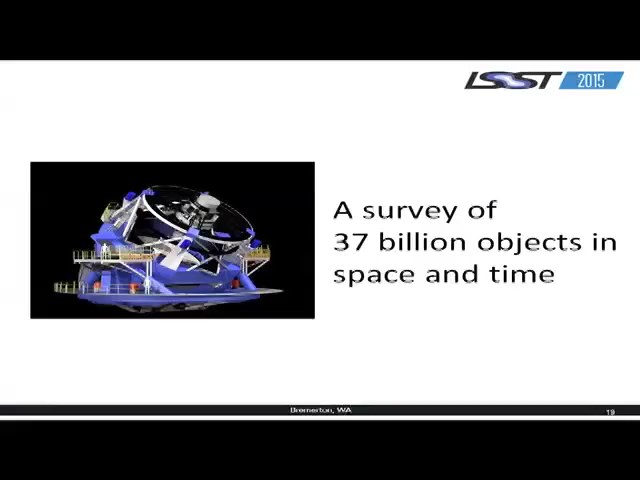 LSST 2015
A survey of
37 billion objects in
space and time
Bremerton, WA
19